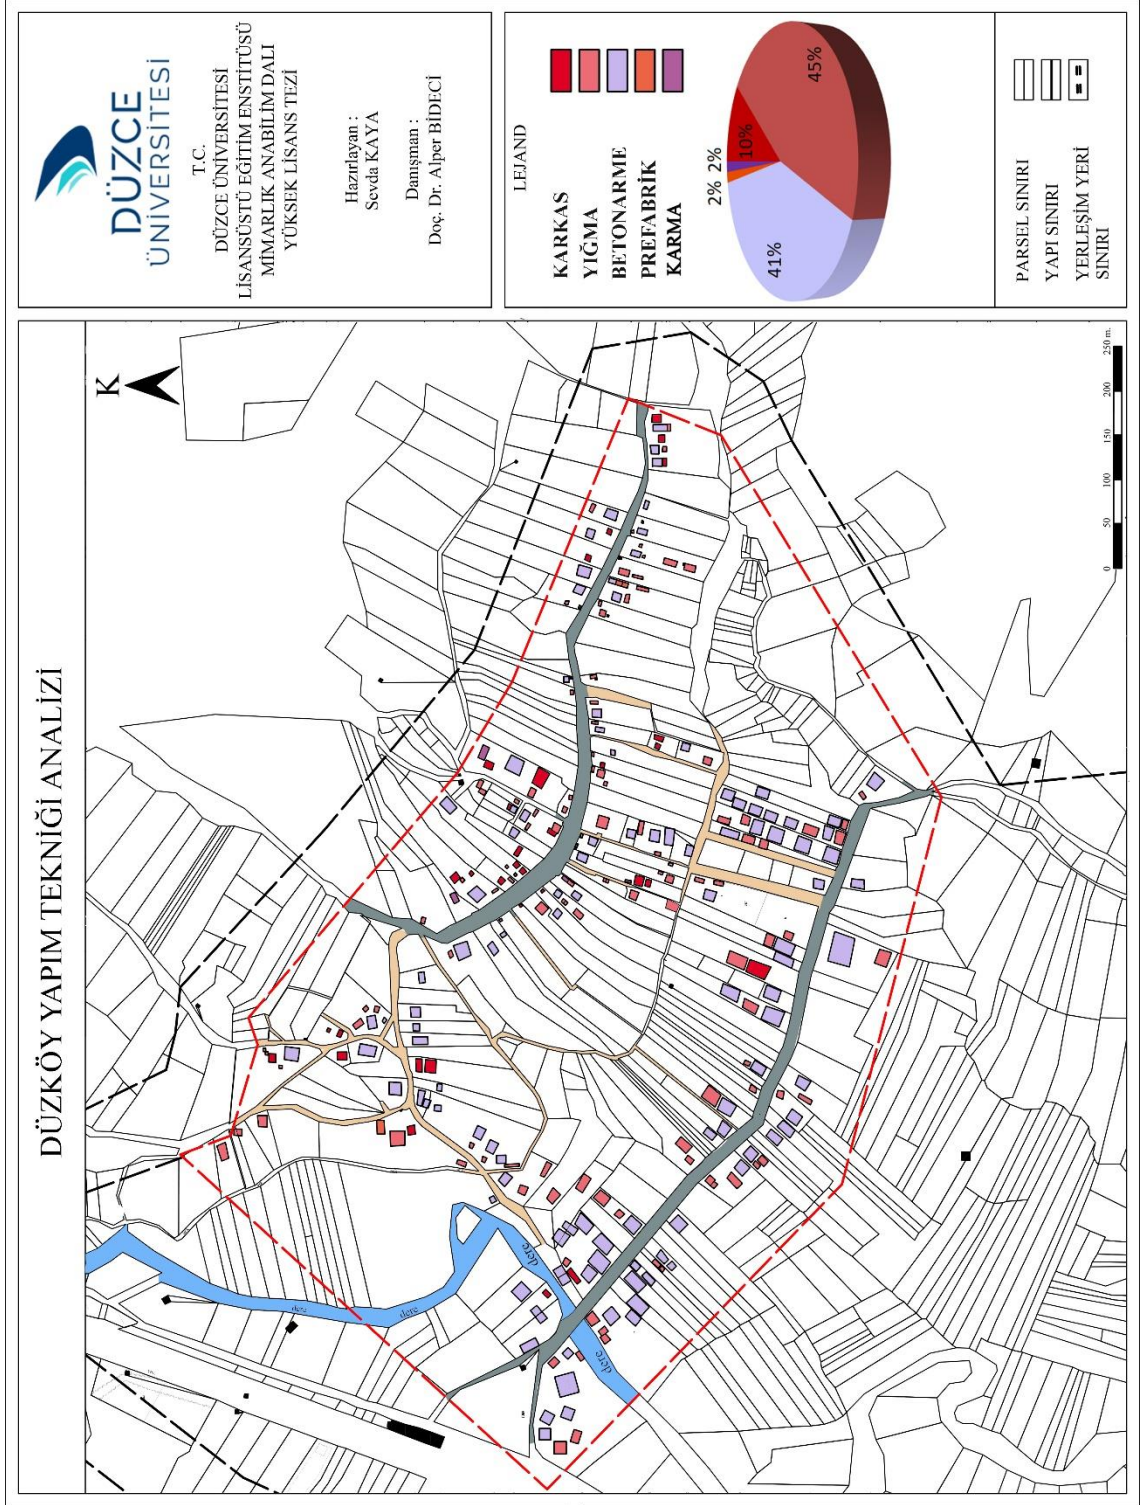 DÜZKÖY YAPIM TEKNİĞİ ANALİZİ
K
dere
dere
dere
dere
0
50
100
150
200
250 m.
DÜZCE
ÜNİVERSİTESİ
T.C.
DÜZCE ÜNİVERSİTESİ
LİSANSÜSTÜ EĞİTİM ENSTİTÜSÜ
MİMARLIK ANABİLİM DALI
YÜKSEK LİSANS TEZİ
Hazırlayan :
Sevda KAYA
Danışman :
Doç. Dr. Alper BİDECİ
LEJAND
KARKAS
YIĞMA
BETONARME
PREFABRİK
KARMA
2%
2%
10%
45%
41%
PARSEL SINIRI
YAPI SINIRI
YERLEŞİM YERİ
SINIRI